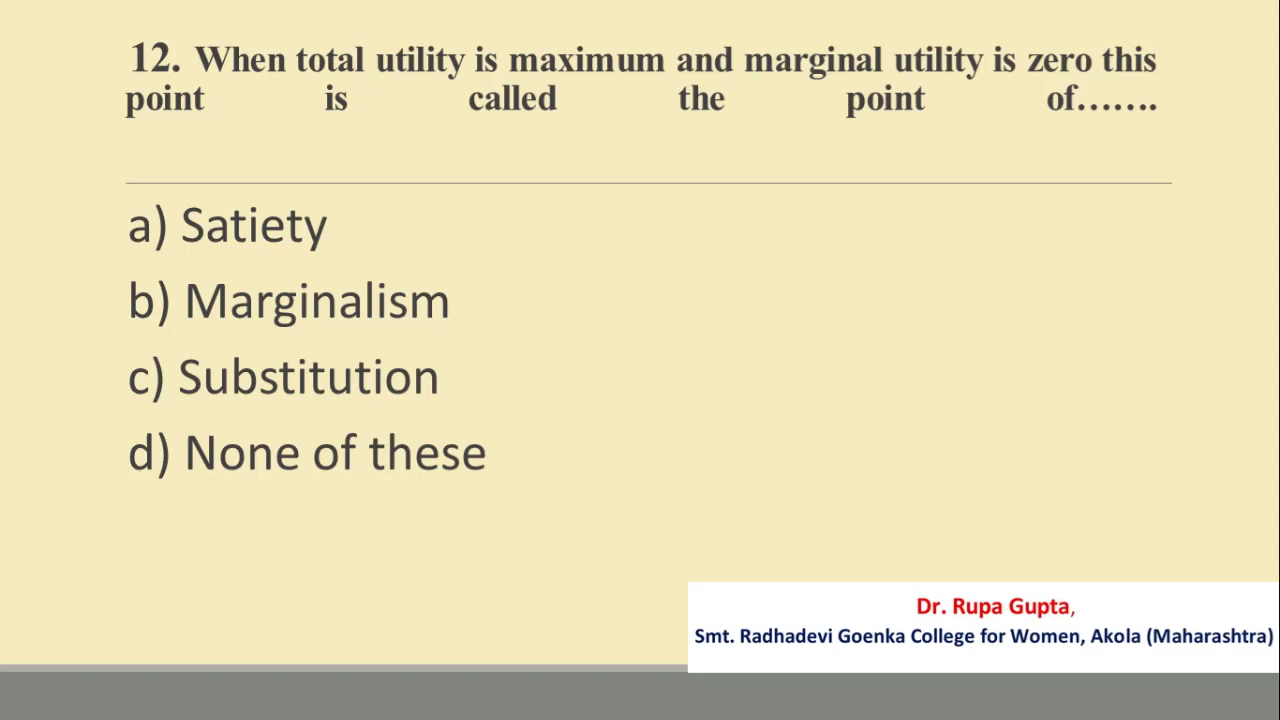 12. When total utility is maximum and marginal utility is zero this
point is called the point of…….
a) Satiety
b) Marginalism
c) Substitution
d) None of these
Dr. Rupa Gupta,
Smt. Radhadevi Goenka College for Women, Akola (Maharashtra)